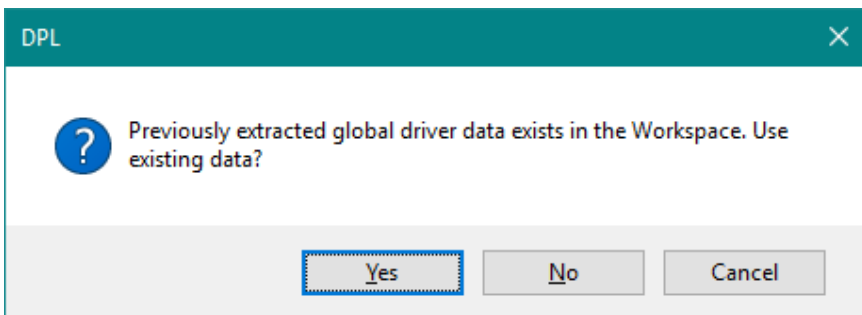 DPL
Previously extracted global driver data exists in the Workspace. Use
existing data?
Yes
No
Cancel